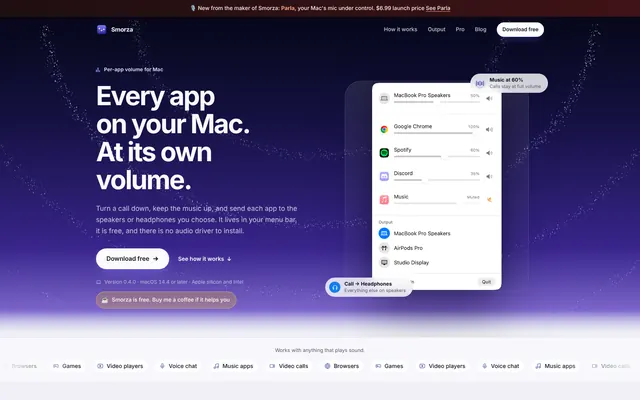 New from the maker of Smorza: Parla, your Mac's mic under control. $6.99 launch price See Parla
Smorza
How it works
Output
Pro
Blog
Download free
Per-app volume for Mac
Every app
on your Mac.
At its own
volume.
Turn a call down, keep the music up, and send each app to the
speakers or headphones you choose. It lives in your menu bar,
it is free, and there is no audio driver to install.
Download free →
See how it works ↓
Version 0.4.0 · macOS 14.4 or later · Apple silicon and Intel
Smorza is free. Buy me a coffee if it helps you
Music at 60%
Calls stay at full volume
MacBook Pro Speakers
50%
Google Chrome
Spotify
Discord
Music
Muted
Output
MacBook Pro Speakers
AirPods Pro
Studio Display
Quit
Call → Headphones
Everything else on speakers
Works with anything that plays sound
Browsers
Games
Video players
Voice chat
Music apps
Video calls
Browsers
Games
Video players
Voice chat
Music apps
Video calls